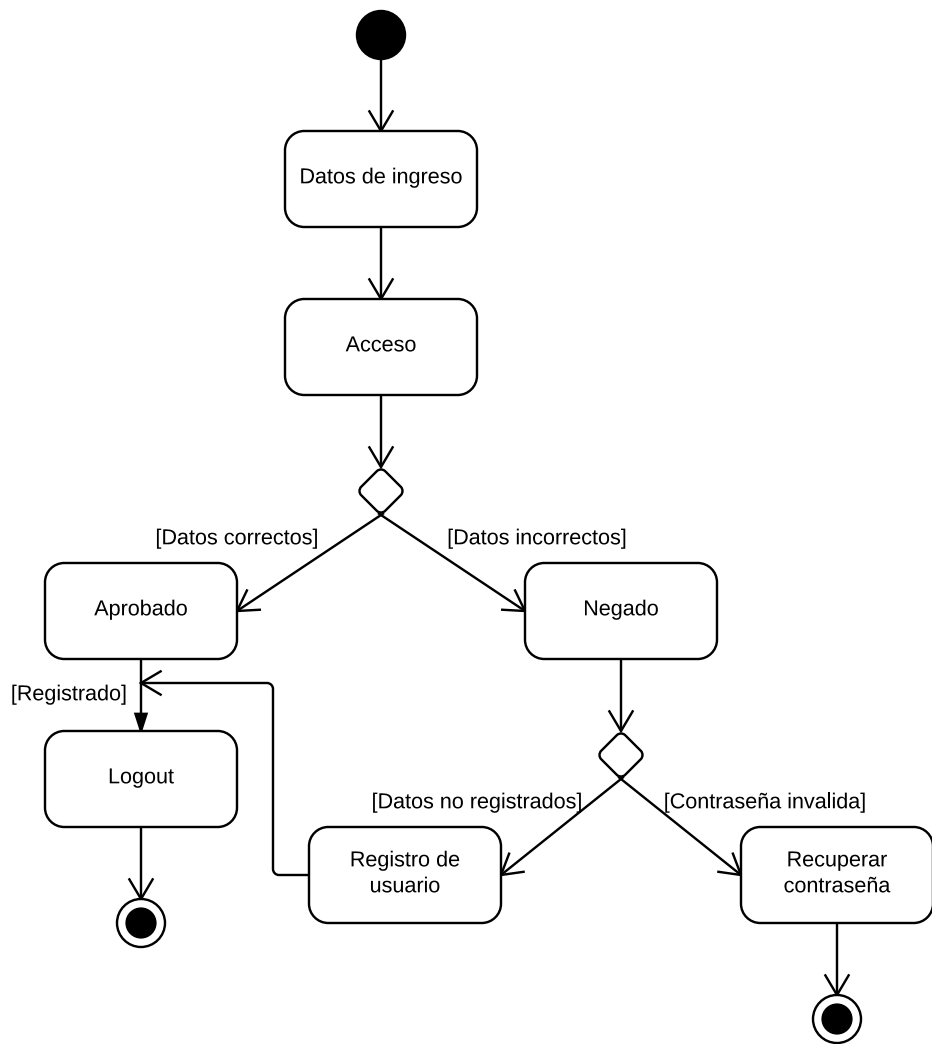 Datos de ingreso
Acceso
[Datos correctos]
[Datos incorrectos]
Aprobado
Negado
[Registrado]
Logout
[Datos no registrados]
[Contraseña invalida]
Registro de
usuario
Recuperar
contraseña